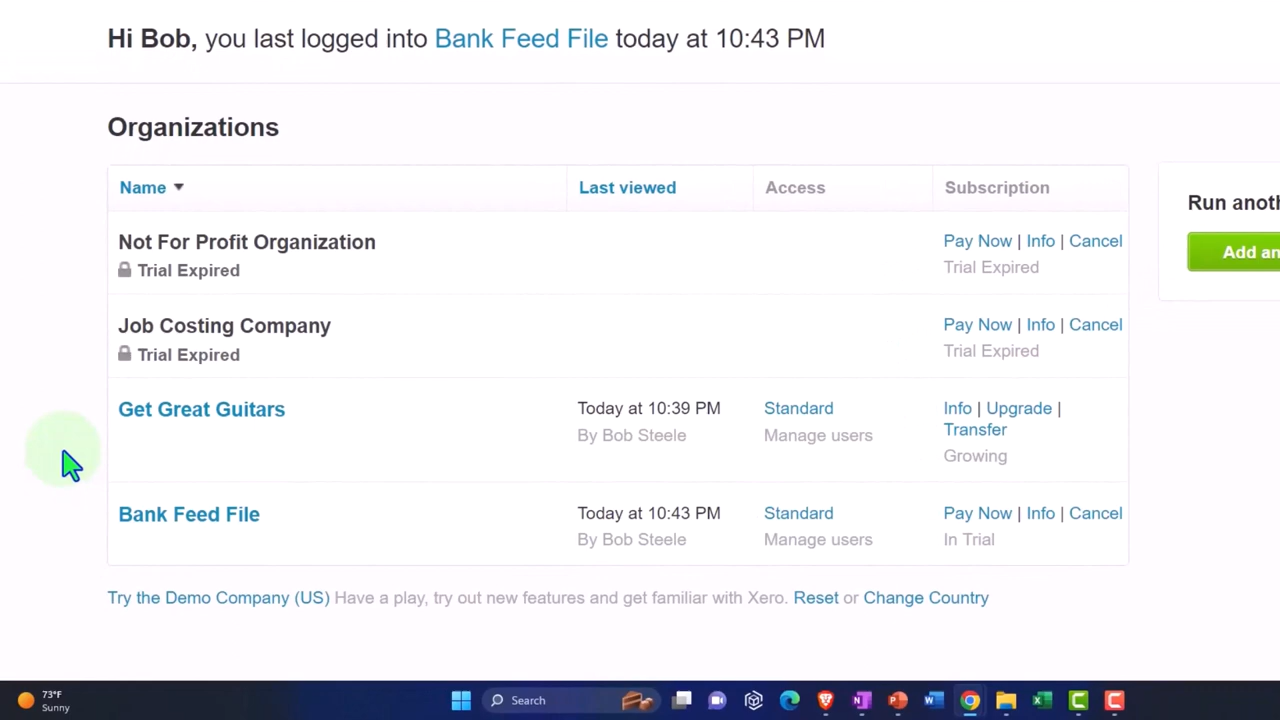 Hi Bob, you last logged into Bank Feed File today at 10:43 PM
Organizations
Name Last viewed Access Subscription
Not For Profit Organization Pay Now | Info | Cancel
Trial Expired Trial Expired
Job Costing Company Pay Now | Info | Cancel
Trial Expired Trial Expired
Get Great Guitars Today at 10:39 PM Standard Info | Upgrade |
Transfer
By Bob Steele Manage users
Growing
Bank Feed File Today at 10:43 PM Standard Pay Now | Info | Cancel
By Bob Steele Manage users In Trial
Try the Demo Company (US) Have a play, try out new features and get familiar with Xero. Reset or Change Country
Run
Add
73°F
Sunny
Search